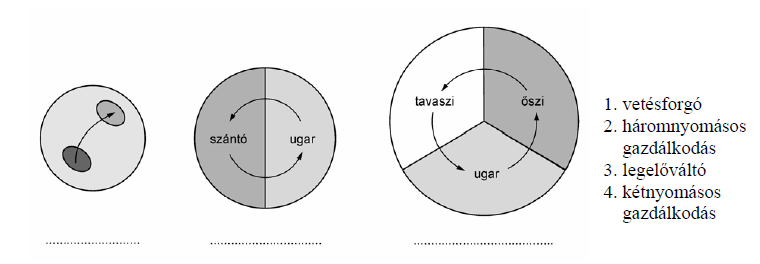 szántó
ugar
tavaszi
őszi
ugar
1. vetésforgó
2. háromnyomásos
gazdálkodás
3. legelőváltó
4. kétnyomásos
gazdálkodás